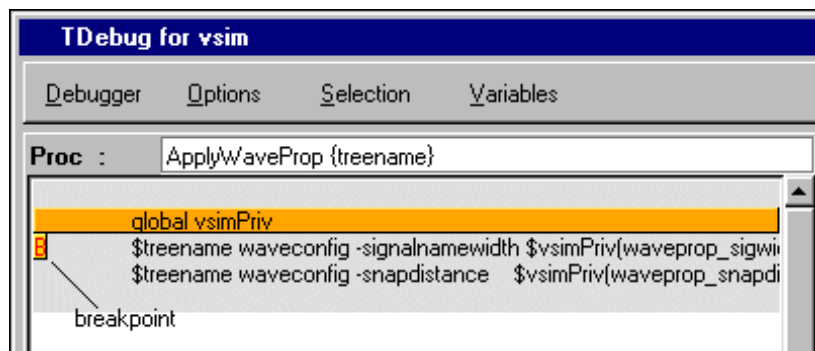 TDebug for vsim
Debugger Options Selection Variables
Proc : ApplyWaveProp {treename}
global vsimPriv
B $treename waveconfig -signalnamewidth $vsimPriv(waveprop_sigwi
$treename waveconfig -snapdistance $vsimPriv(waveprop_snapdi
breakpoint